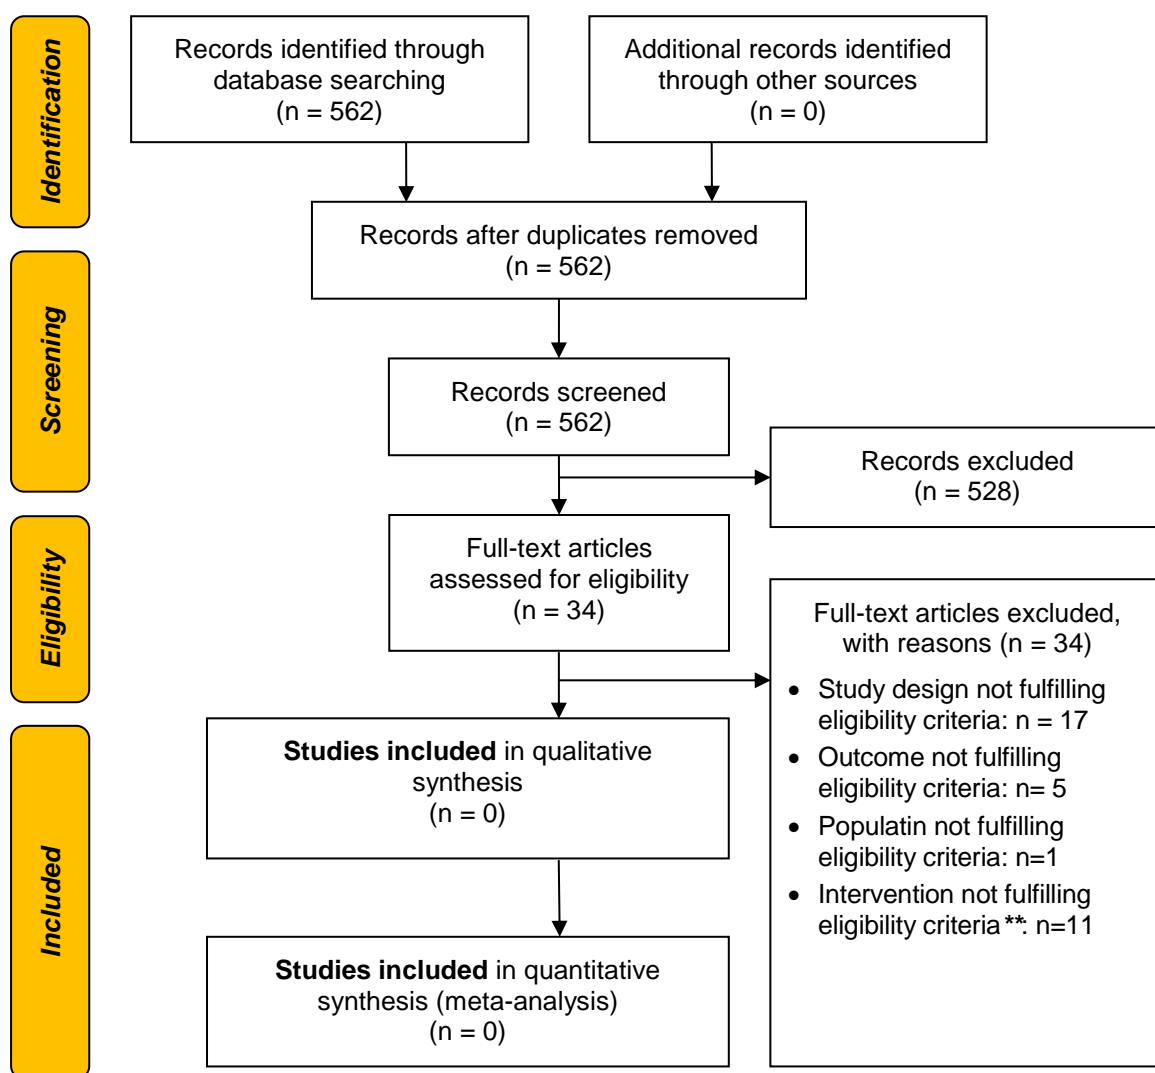 Identification
Records identified through
database searching
(n = 562)
Additional records identified
through other sources
(n = 0)
Records after duplicates removed
(n = 562)
Screening
Records screened
(n = 562)
Records excluded
(n = 528)
Eligibility
Full-text articles
assessed for eligibility
(n = 34)
Full-text articles excluded,
with reasons (n = 34)
• Study design not fulfilling
eligibility criteria: n = 17
• Outcome not fulfilling
eligibility criteria: n= 5
• Populatin not fulfilling
eligibility criteria: n=1
• Intervention not fulfilling
eligibility criteria**: n=11
Included
Studies included in qualitative
synthesis
(n = 0)
Studies included in quantitative
synthesis (meta-analysis)
(n = 0)